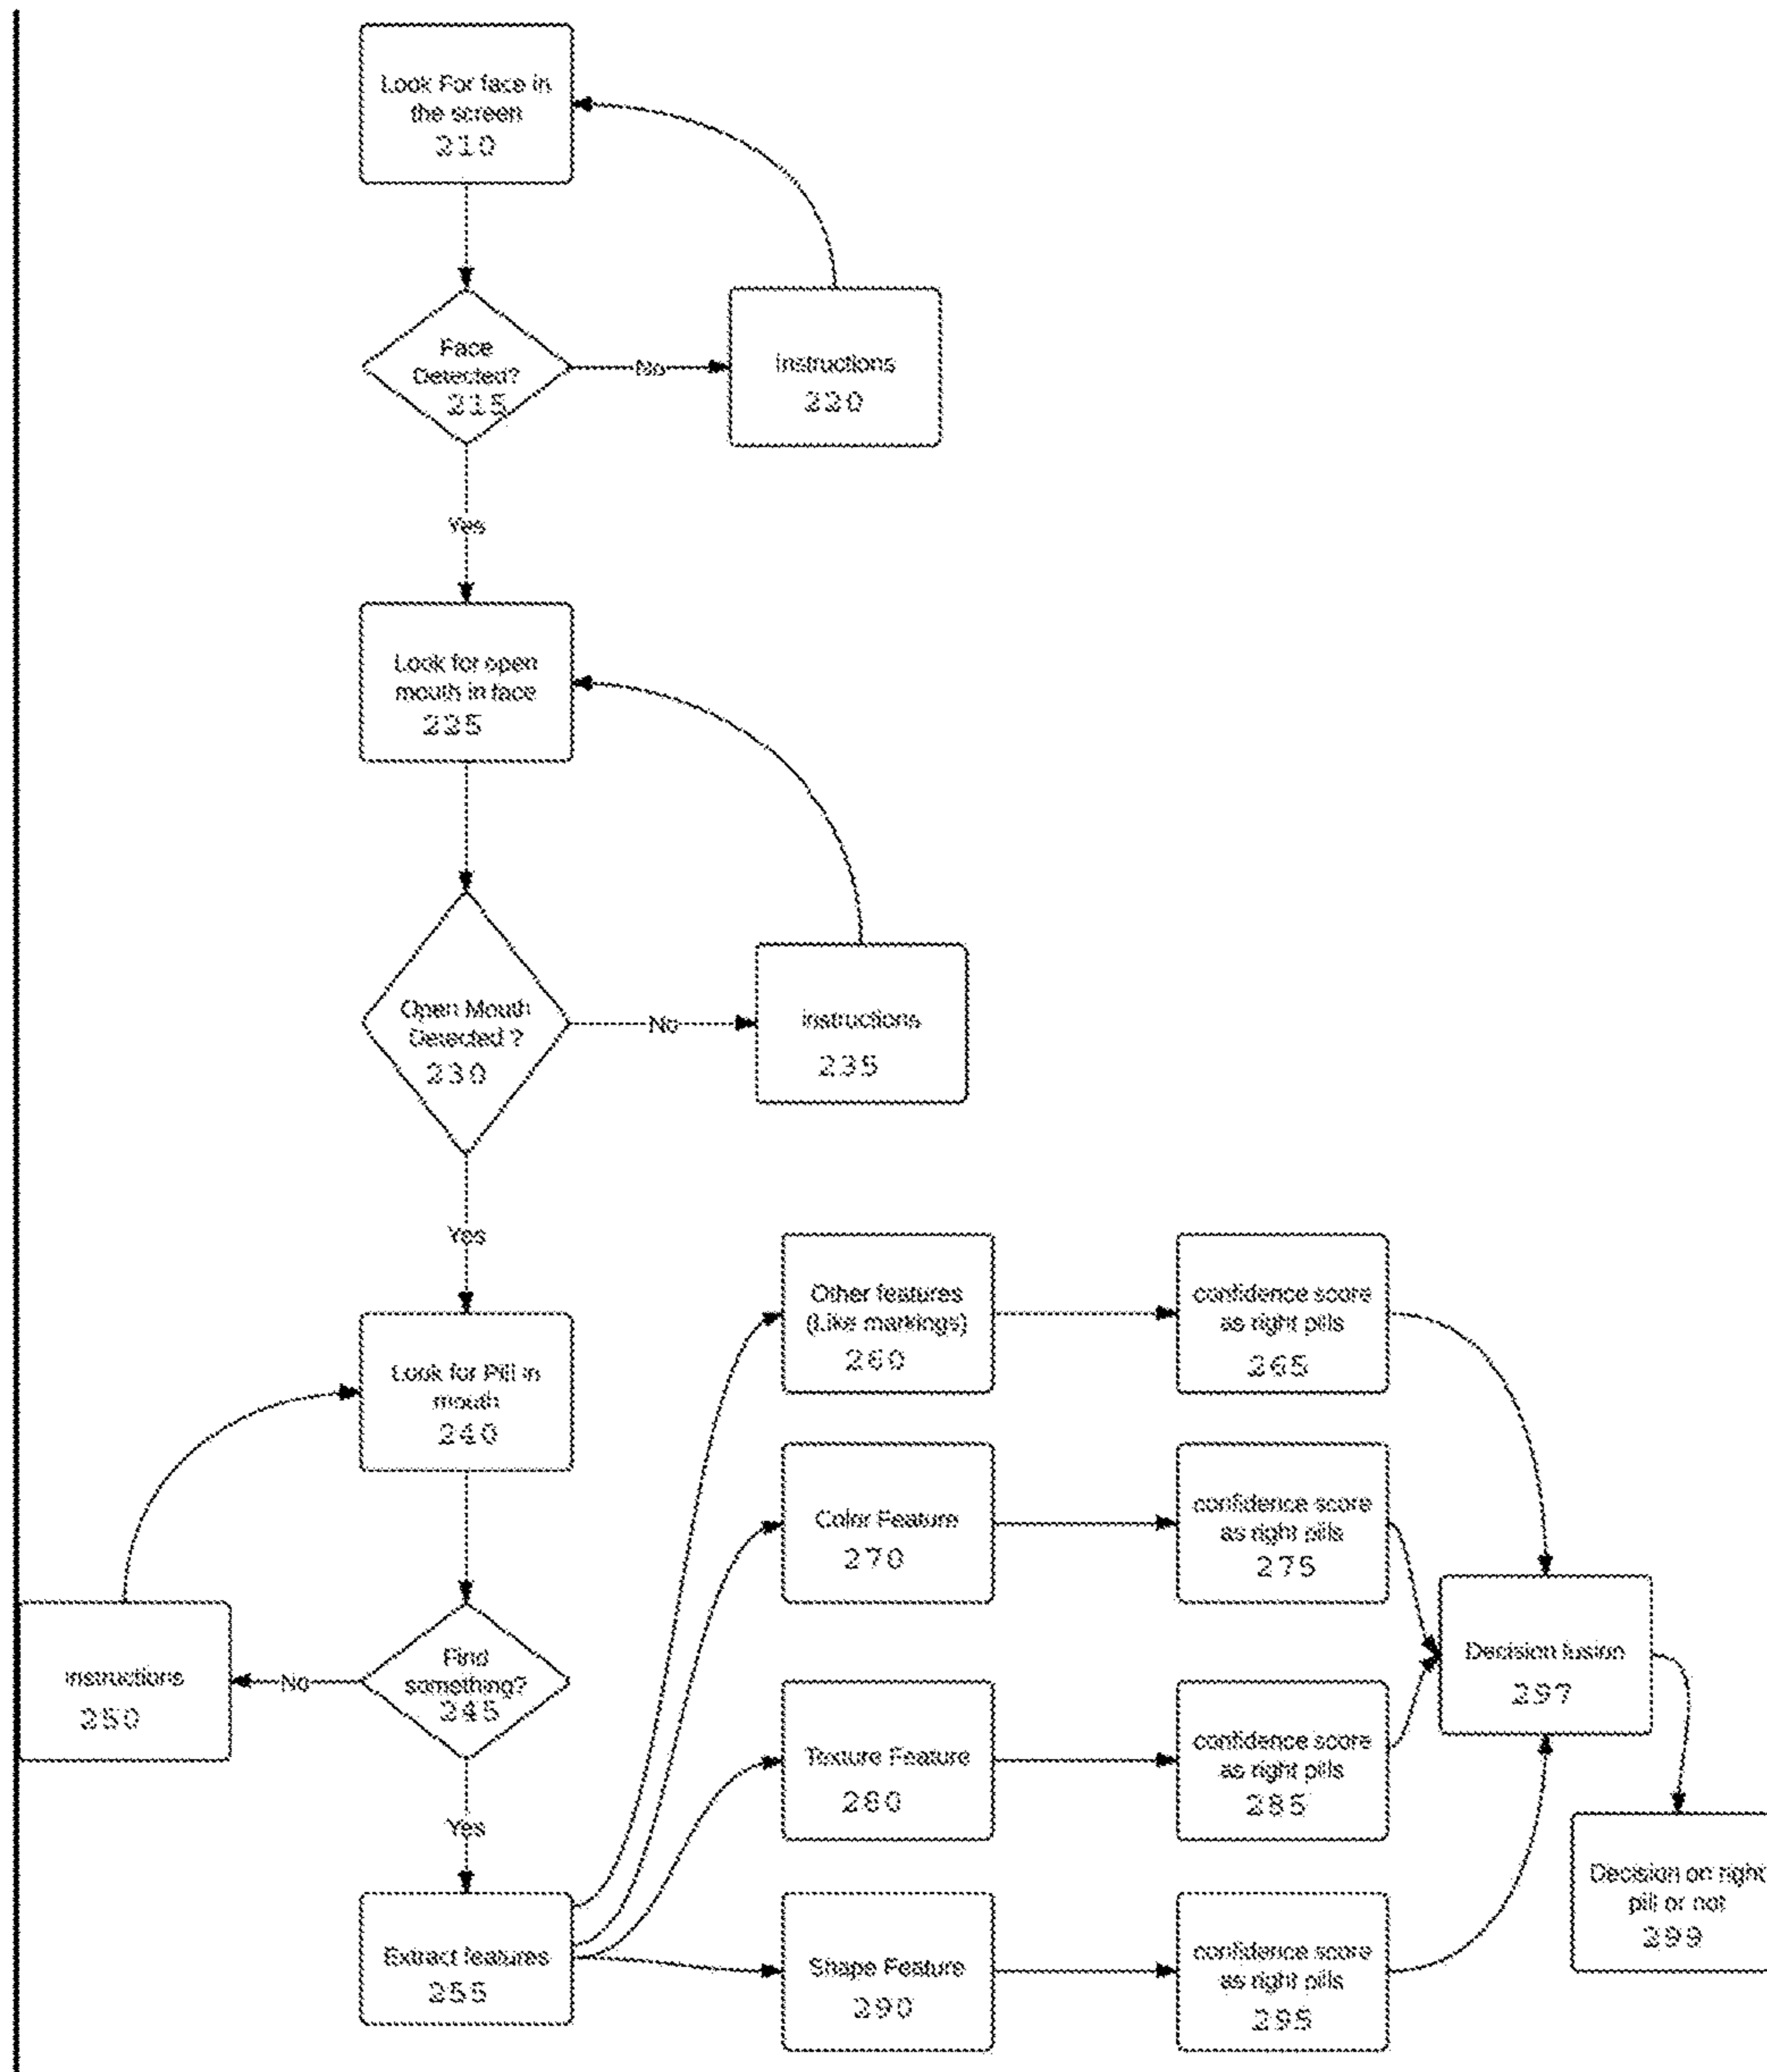 Look For face in
the screen
210
Face
Detected?
215
No
instructions
220
Yes
Look for open
mouth in face
225
Open Mouth
Detected ?
230
No
instructions
235
Yes
Look for Pill in
mouth
240
Find
something?
245
No
instructions
250
Yes
Extract features
255
Other features
(Like markings)
260
confidence score
as right pills
265
Color Feature
270
confidence score
as right pills
275
Texture Feature
280
confidence score
as right pills
285
Shape Feature
290
confidence score
as right pills
295
Decision fusion
297
Decision on right
pill or not
299